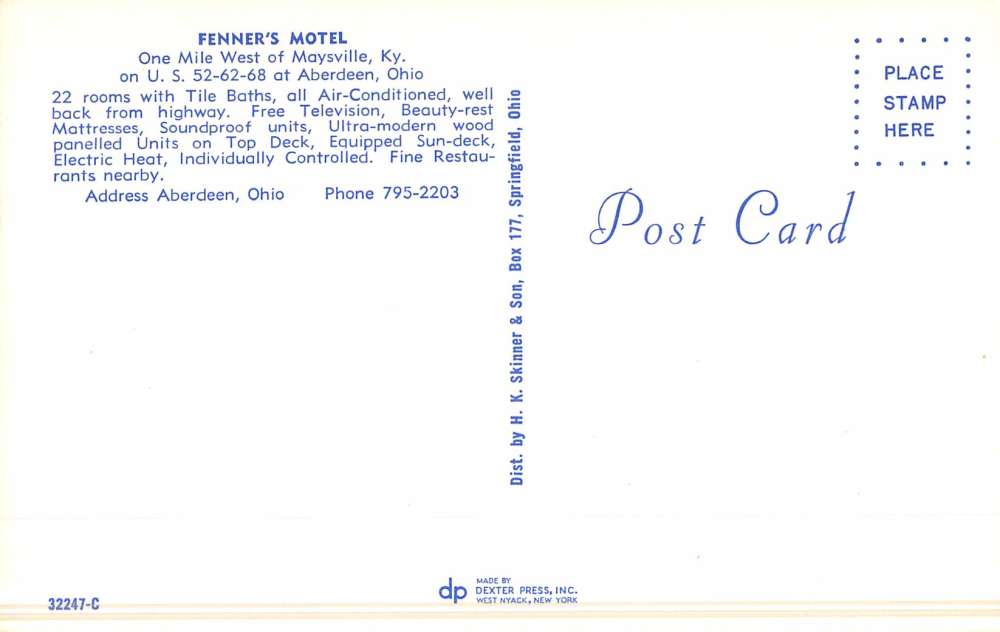 FENNER'S MOTEL
One Mile West of Maysville, Ky.
on U. S. 52-62-68 at Aberdeen, Ohio
22 rooms with Tile Baths, all Air-Conditioned, well
back from highway. Free Television, Beauty-rest
Mattresses, Soundproof units, Ultra-modern wood
panelled Units on Top Deck, Equipped Sun-deck,
Electric Heat, Individually Controlled. Fine Restau-
rants nearby.
Address Aberdeen, Ohio Phone 795-2203
Dist. by H. K. Skinner & Son, Box 177, Springfield, Ohio
PLACE
STAMP
HERE
Post Card
32247-C
dp
MADE BY
DEXTER PRESS, INC.
WEST NYACK, NEW YORK